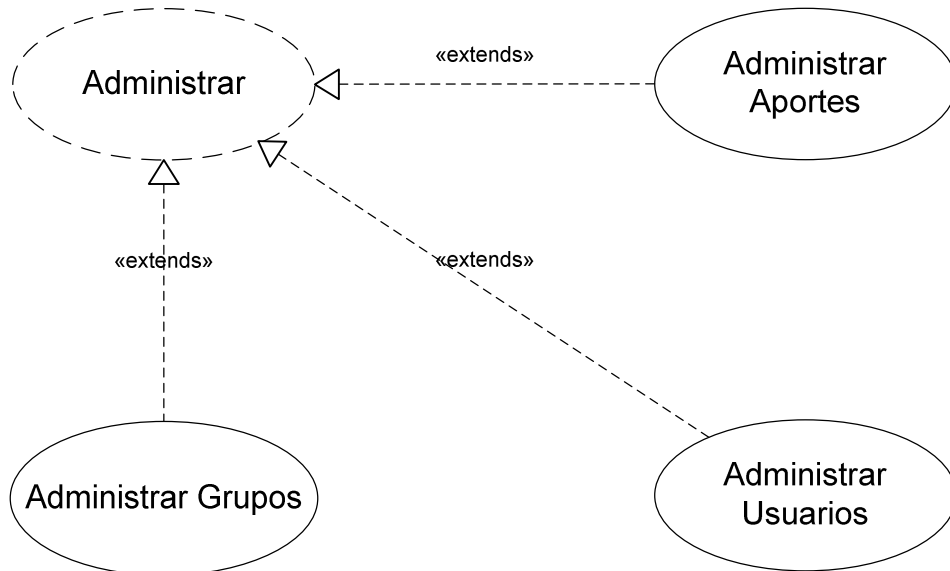 Administrar
«extends»
Administrar
Aportes
«extends»
«extends»
Administrar Grupos
Administrar
Usuarios